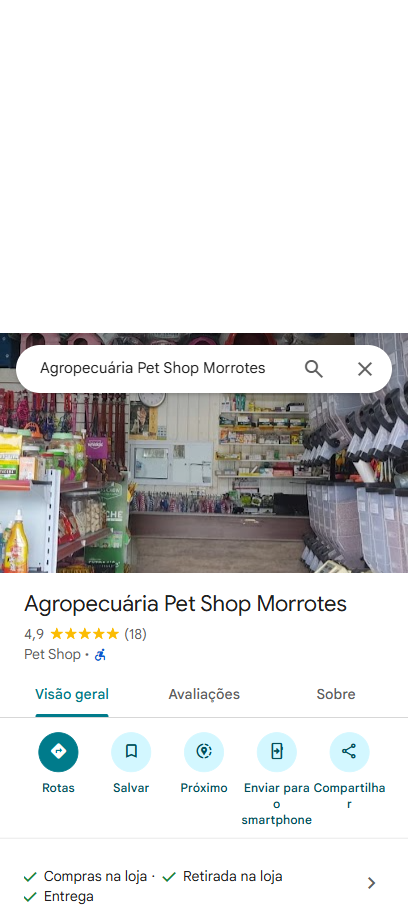 Agropecuária Pet Shop Morrotes
Agropecuária Pet Shop Morrotes
4,9 ★★★★★ (18)
Pet Shop ·
Visão geral
Avaliações
Sobre
Rotas
Salvar
Próximo
Enviar para
o
smartphone
Compartilha
r
Compras na loja · Retirada na loja
Entrega